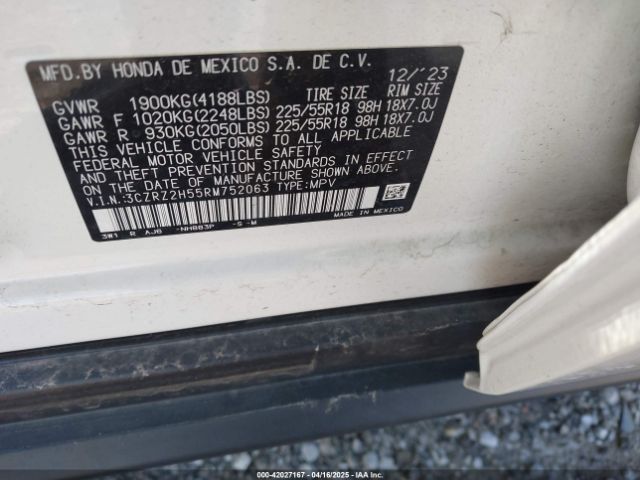 MFD.BY HONDA DE MEXICO S.A. DE C.V. 12/'23
TIRE SIZE RIM SIZE
GVWR 1900KG(4188LBS)
GAWR F 1020KG(2248LBS) 225/55R18 98H 18X7.0J
GAWR R 930KG(2050LBS) 225/55R18 98H 18X7.0J
THIS VEHICLE CONFORMS TO ALL APPLICABLE
FEDERAL MOTOR VEHICLE SAFETY
AND THEFT PREVENTION STANDARDS IN EFFECT
ON THE DATE OF MANUFACTURE SHOWN ABOVE.
V.I.N.:3CZRZ2H55RM752063 TYPE:MPV
MADE IN MEXICO
3W1 R AJB -NH883P -S -M
000-42027167 - 04/16/2025 - IAA Inc.